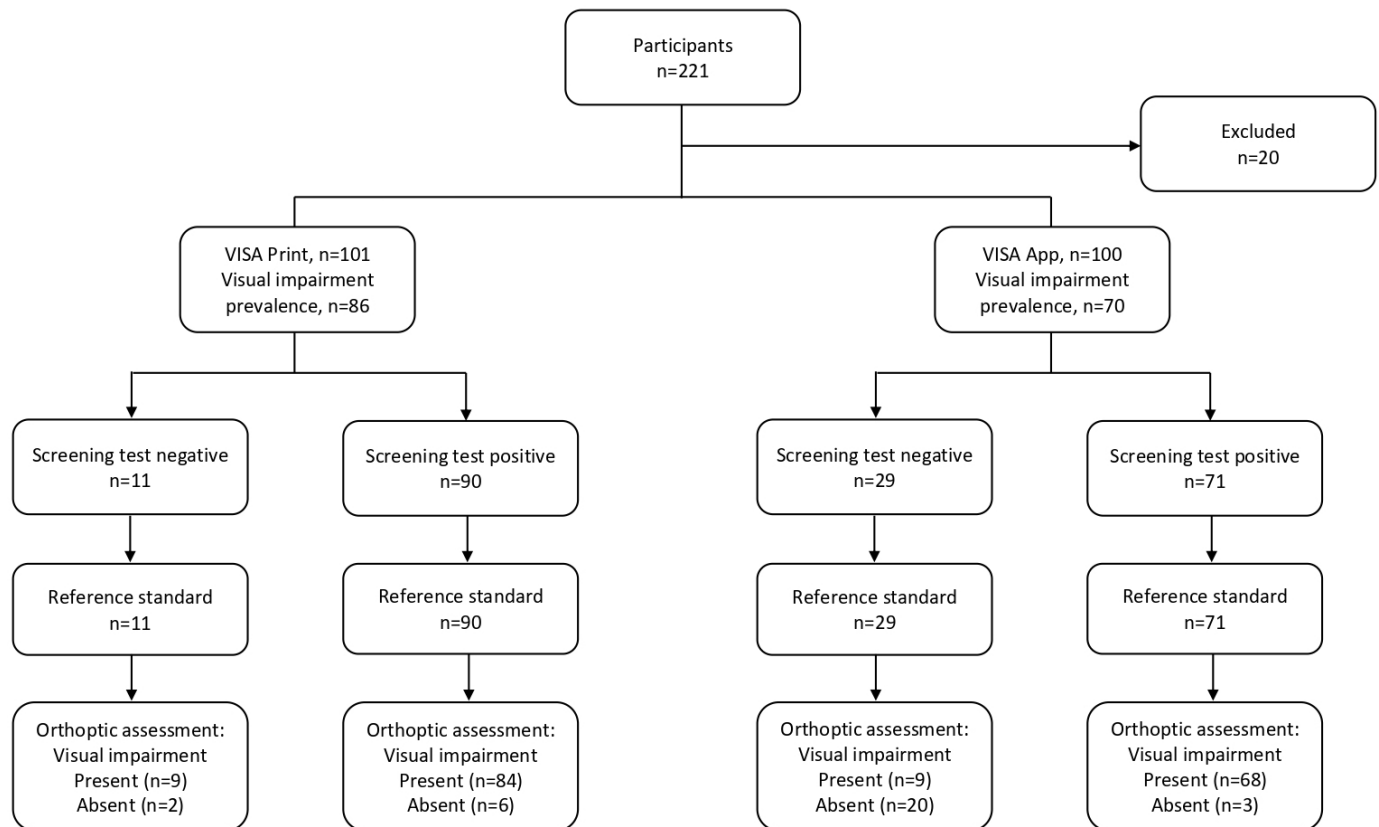 Participants
n=221
Excluded
n=20
VISA Print, n=101
Visual impairment
prevalence, n=86
VISA App, n=100
Visual impairment
prevalence, n=70
Screening test negative
n=11
Screening test positive
n=90
Screening test negative
n=29
Screening test positive
n=71
Reference standard
n=11
Reference standard
n=90
Reference standard
n=29
Reference standard
n=71
Orthoptic assessment:
Visual impairment
Present (n=9)
Absent (n=2)
Orthoptic assessment:
Visual impairment
Present (n=84)
Absent (n=6)
Orthoptic assessment:
Visual impairment
Present (n=9)
Absent (n=20)
Orthoptic assessment:
Visual impairment
Present (n=68)
Absent (n=3)